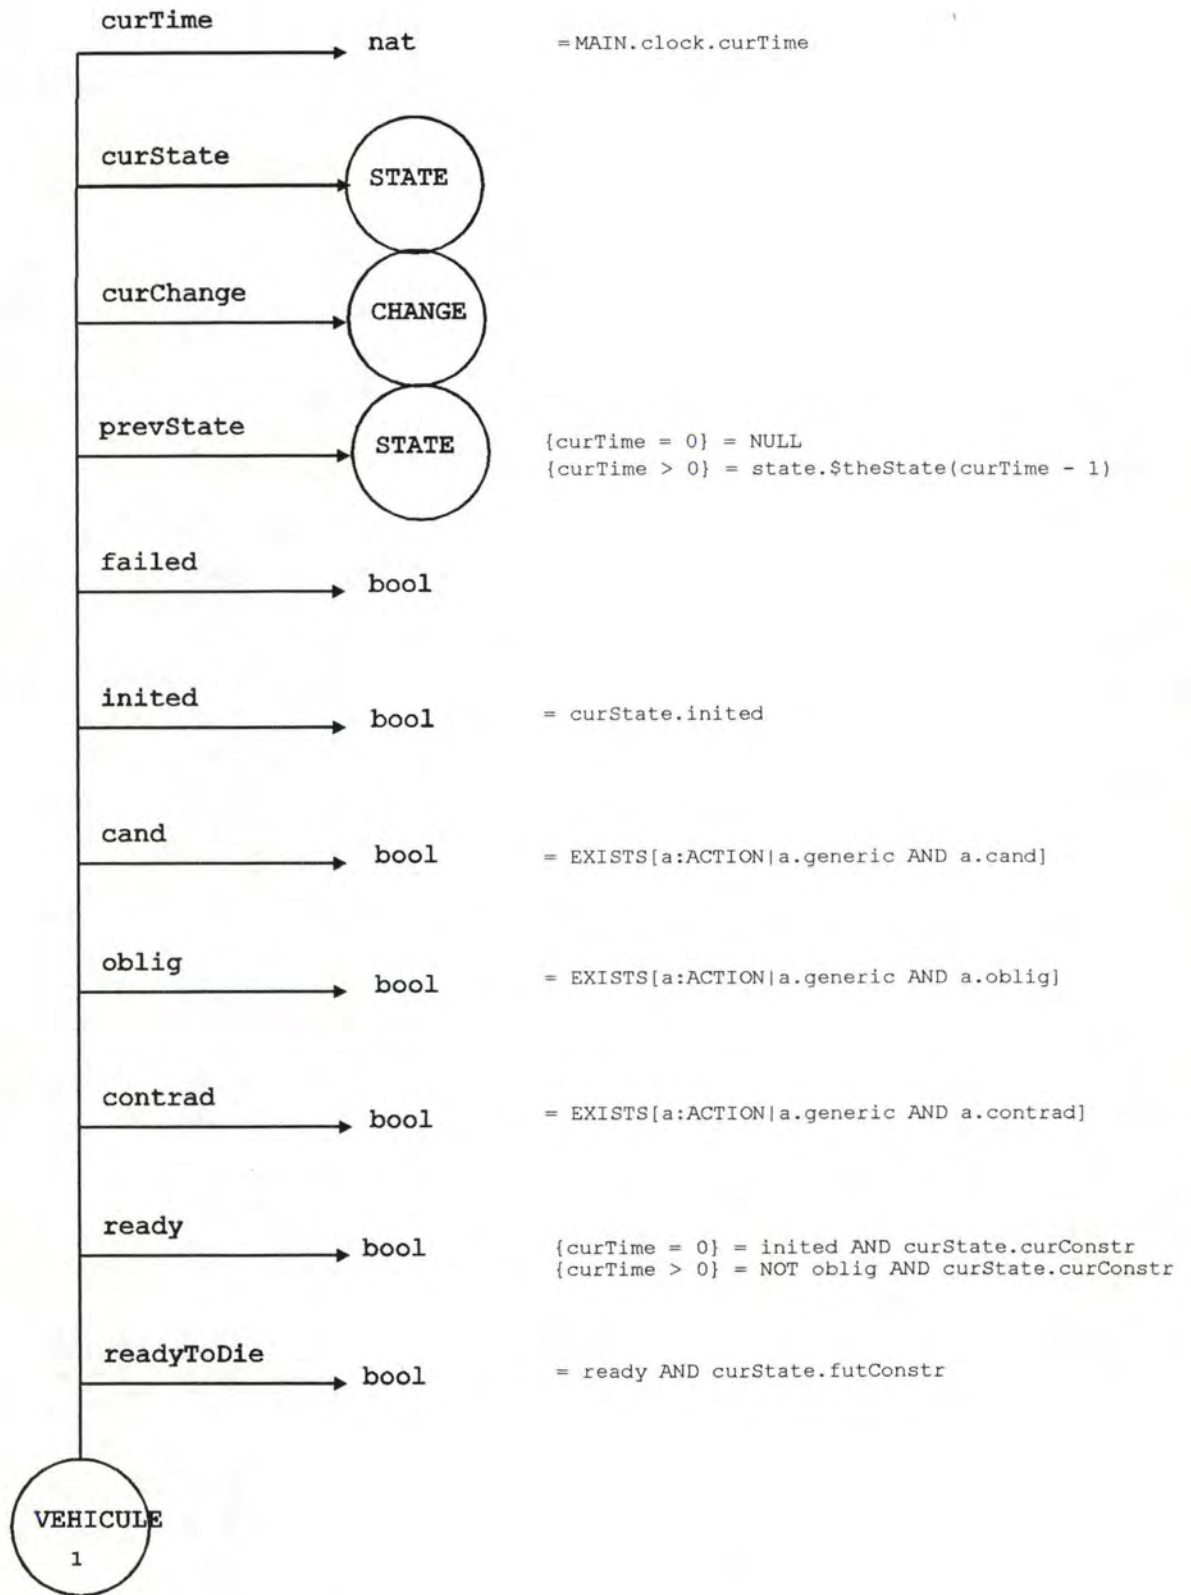 curTime
nat =MAIN.clock.curTime
curState
STATE
curChange
CHANGE
prevState
STATE {curTime = 0} = NULL
{curTime > 0} = state.$theState(curTime - 1)
failed
bool
inited
bool = curState.inited
cand
bool = EXISTS[a:ACTION|a.generic AND a.cand]
oblig
bool = EXISTS[a:ACTION|a.generic AND a.oblig]
contrad
bool = EXISTS[a:ACTION|a.generic AND a.contrad]
ready
bool {curTime = 0} = inited AND curState.curConstr
{curTime > 0} = NOT oblig AND curState.curConstr
readyToDie
bool = ready AND curState.futConstr
VEHICULE
1